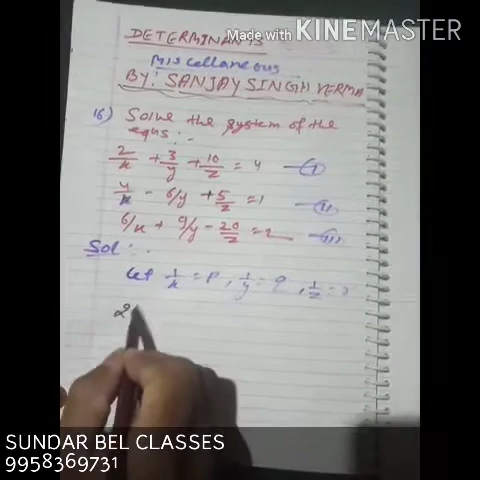 Made with KINEMASTER
DETERMINANTS
Miscellaneous
BY: SANJAY SINGH VERMA
16) Solve the system of the
eqns :-
2/x + 3/y + 10/z = 4 —(I)
4/x - 6/y + 5/z = 1 —(II)
6/x + 9/y - 20/z = 2 —(III)
Sol :-
Let 1/x = P, 1/y = q, 1/z = r
2
SUNDAR BEL CLASSES
9958369731